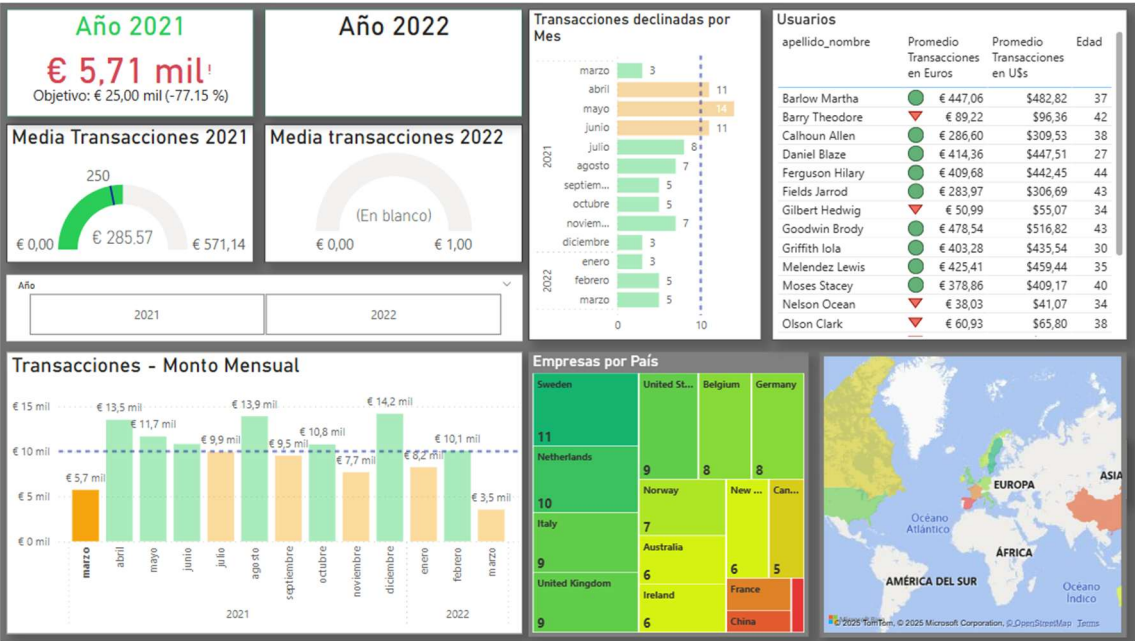 Año 2021
€ 5,71 mil!
Objetivo: € 25,00 mil (-77.15 %)
Año 2022
Media Transacciones 2021
250
€ 0,00
€ 285.57
€ 571,14
Media transacciones 2022
(En blanco)
€ 0,00
€ 1,00
Año
2021
2022
Transacciones declinadas por
Mes
2021
marzo 3
abril 11
mayo 14
junio 11
julio 8
agosto 7
septiem... 5
octubre 5
noviem... 7
diciembre 3
2022
enero 3
febrero 5
marzo 5
0 10
Usuarios
apellido_nombre
Promedio
Transacciones
en Euros
Promedio
Transacciones
en U$s
Edad
Barlow Martha € 447,06 $482,82 37
Barry Theodore € 89,22 $96,36 42
Calhoun Allen € 286,60 $309,53 38
Daniel Blaze € 414,36 $447,51 27
Ferguson Hilary € 409,68 $442,45 44
Fields Jarrod € 283,97 $306,69 43
Gilbert Hedwig € 50,99 $55,07 34
Goodwin Brody € 478,54 $516,82 43
Griffith Iola € 403,28 $435,54 30
Melendez Lewis € 425,41 $459,44 35
Moses Stacey € 378,86 $409,17 40
Nelson Ocean € 38,03 $41,07 34
Olson Clark € 60,93 $65,80 38
Transacciones - Monto Mensual
€ 15 mil
€ 10 mil
€ 5 mil
€ 0 mil
€ 5,7 mil
€ 13,5 mil
€ 11,7 mil
€ 9,9 mil
€ 13,9 mil
€ 9,5 mil
€ 10,8 mil
€ 7,7 mil
€ 14,2 mil
€ 8,2 mil
€ 10,1 mil
€ 3,5 mil
marzo
abril
mayo
junio
julio
agosto
septiembre
octubre
noviembre
diciembre
enero
febrero
marzo
2021
2022
Empresas por País
Sweden
11
Netherlands
10
Italy
9
United Kingdom
9
United St...
9
Belgium
8
Germany
8
Norway
7
Australia
6
Ireland
6
New ...
6
Can...
5
France
China
EUROPA
ASIA
Océano
Atlántico
ÁFRICA
AMÉRICA DEL SUR
Océano
Índico
© 2025 TomTom, © 2025 Microsoft Corporation, © OpenStreetMap Terms